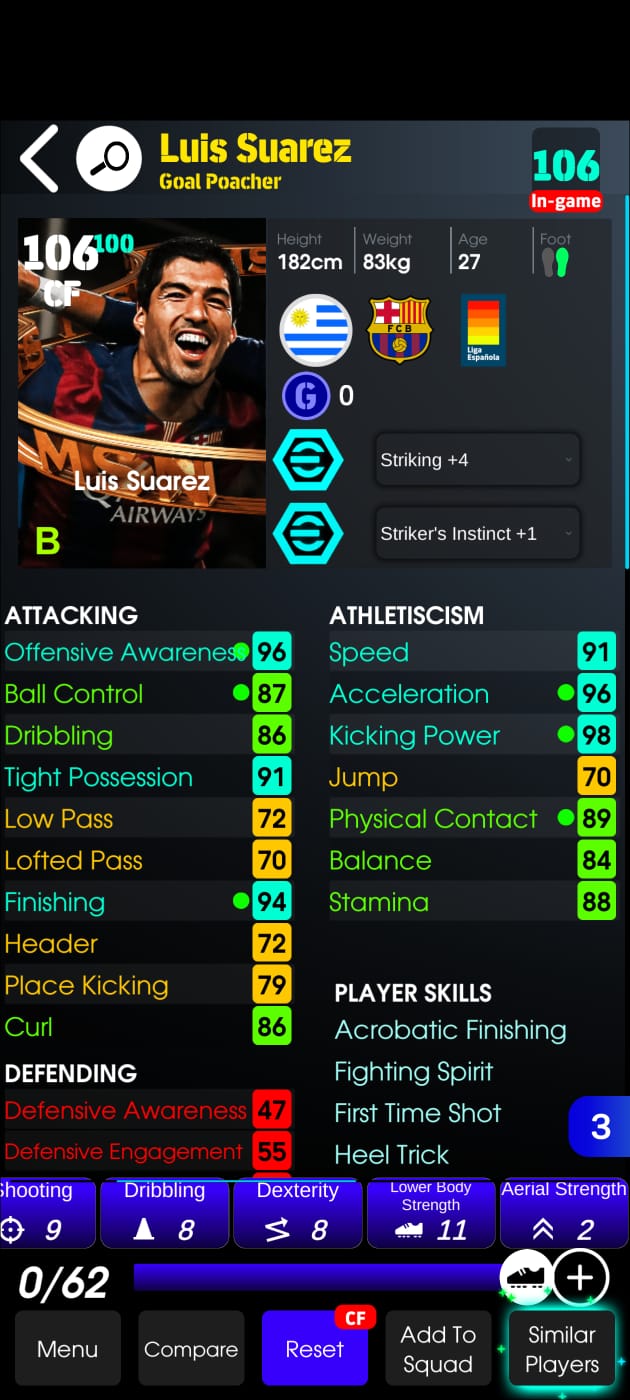 Luis Suarez
Goal Poacher
106
In-game
106 100
CF
MSN
Luis Suarez
AIRWAYS
B
Height
182cm
Weight
83kg
Age
27
Foot
FCB
Liga
Española
G 0
Striking +4
Striker's Instinct +1
ATTACKING
Offensive Awareness 96
Ball Control 87
Dribbling 86
Tight Possession 91
Low Pass 72
Lofted Pass 70
Finishing 94
Header 72
Place Kicking 79
Curl 86
DEFENDING
Defensive Awareness 47
Defensive Engagement 55
ATHLETISCISM
Speed 91
Acceleration 96
Kicking Power 98
Jump 70
Physical Contact 89
Balance 84
Stamina 88
PLAYER SKILLS
Acrobatic Finishing
Fighting Spirit
First Time Shot
Heel Trick
3
Shooting
9
Dribbling
8
Dexterity
8
Lower Body
Strength
11
Aerial Strength
2
0/62
Menu
Compare
CF
Reset
Add To
Squad
Similar
Players